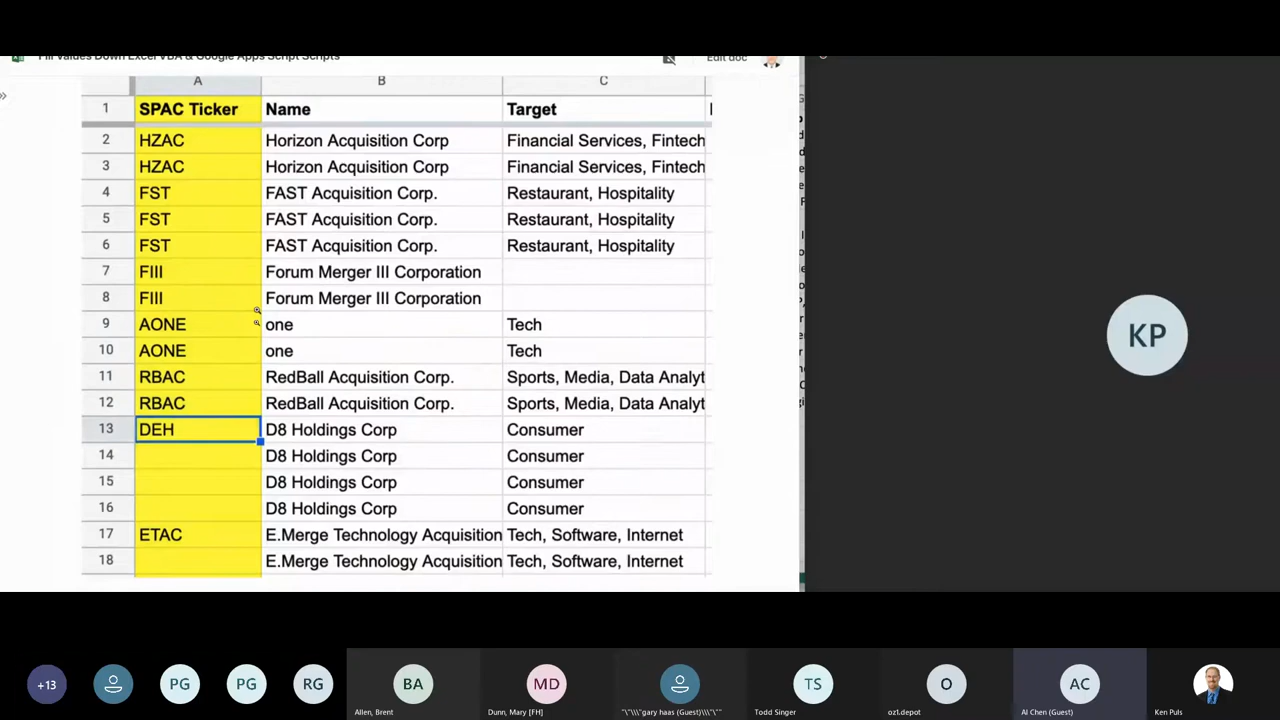 Fill Values Down Excel VBA & Google Apps Script Scripts
Edit doc
A B C
1 SPAC Ticker Name Target
2 HZAC Horizon Acquisition Corp Financial Services, Fintech
3 HZAC Horizon Acquisition Corp Financial Services, Fintech
4 FST FAST Acquisition Corp. Restaurant, Hospitality
5 FST FAST Acquisition Corp. Restaurant, Hospitality
6 FST FAST Acquisition Corp. Restaurant, Hospitality
7 FIII Forum Merger III Corporation
8 FIII Forum Merger III Corporation
9 AONE one Tech
10 AONE one Tech
11 RBAC RedBall Acquisition Corp. Sports, Media, Data Analyt
12 RBAC RedBall Acquisition Corp. Sports, Media, Data Analyt
13 DEH D8 Holdings Corp Consumer
14 D8 Holdings Corp Consumer
15 D8 Holdings Corp Consumer
16 D8 Holdings Corp Consumer
17 ETAC E.Merge Technology Acquisition Tech, Software, Internet
18 E.Merge Technology Acquisition Tech, Software, Internet
KP
+13 PG PG RG BA MD TS O AC
Allen, Brent Dunn, Mary [FH] "\"\\\"gary haas (Guest)\\\"\"" Todd Singer oz1.depot Al Chen (Guest) Ken Puls